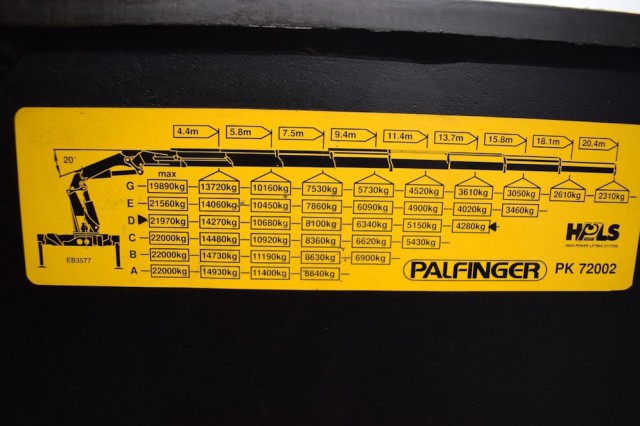 4.4m 5.8m 7.5m 9.4m 11.4m 13.7m 15.8m 18.1m 20.4m
20°
max
G 19890kg 13720kg 10160kg 7530kg 5730kg 4520kg 3610kg 3050kg 2610kg 2310kg
E 21560kg 14060kg 10450kg 7860kg 6090kg 4900kg 4020kg 3460kg
D 21970kg 14270kg 10680kg 8100kg 6340kg 5150kg 4280kg
C 22000kg 14480kg 10920kg 8360kg 6620kg 5430kg
B 22000kg 14730kg 11190kg 8630kg 6900kg
A 22000kg 14930kg 11400kg 8840kg
EB3577
HPLS
HIGH POWER LIFTING SYSTEM
PALFINGER PK 72002